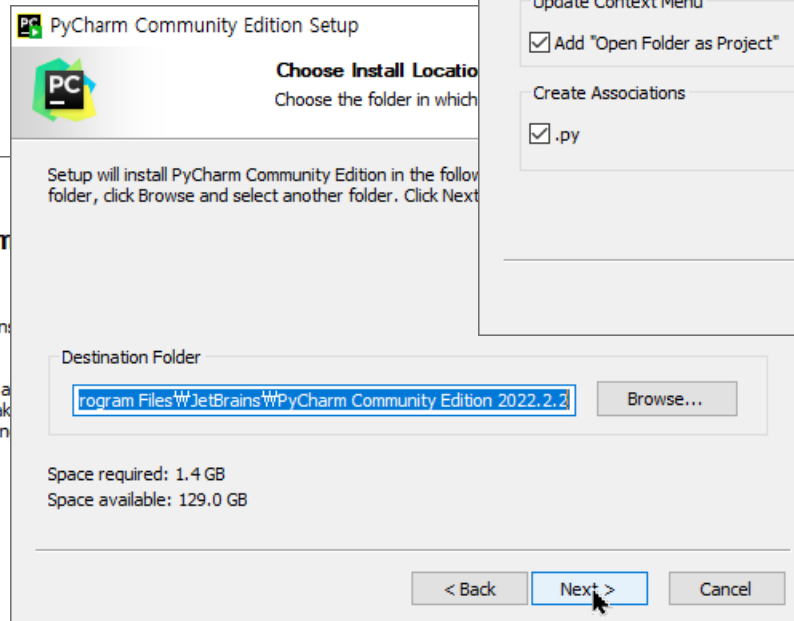 PyCharm Community Edition Setup
PC
Choose Install Locatio
Choose the folder in which
Setup will install PyCharm Community Edition in the follow
folder, click Browse and select another folder. Click Next
Destination Folder
rogram Files₩JetBrains₩PyCharm Community Edition 2022.2.2
Browse...
Space required: 1.4 GB
Space available: 129.0 GB
< Back
Next >
Cancel
Update Context Menu
Add "Open Folder as Project"
Create Associations
.py